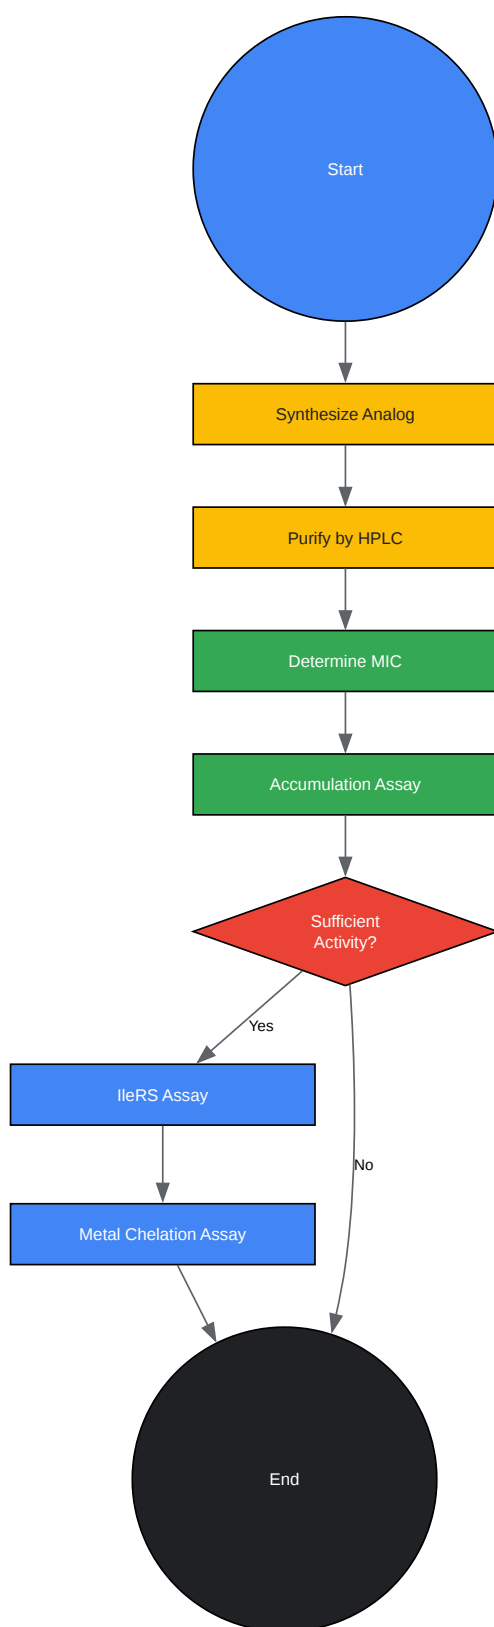 Start
Synthesize Analog
Purify by HPLC
Determine MIC
Accumulation Assay
Sufficient
Activity?
Yes
IleRS Assay
No
Metal Chelation Assay
End